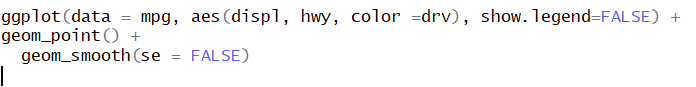 ggplot(data = mpg, aes(displ, hwy, color =drv), show.legend=FALSE) +
geom_point() +
  geom_smooth(se = FALSE)